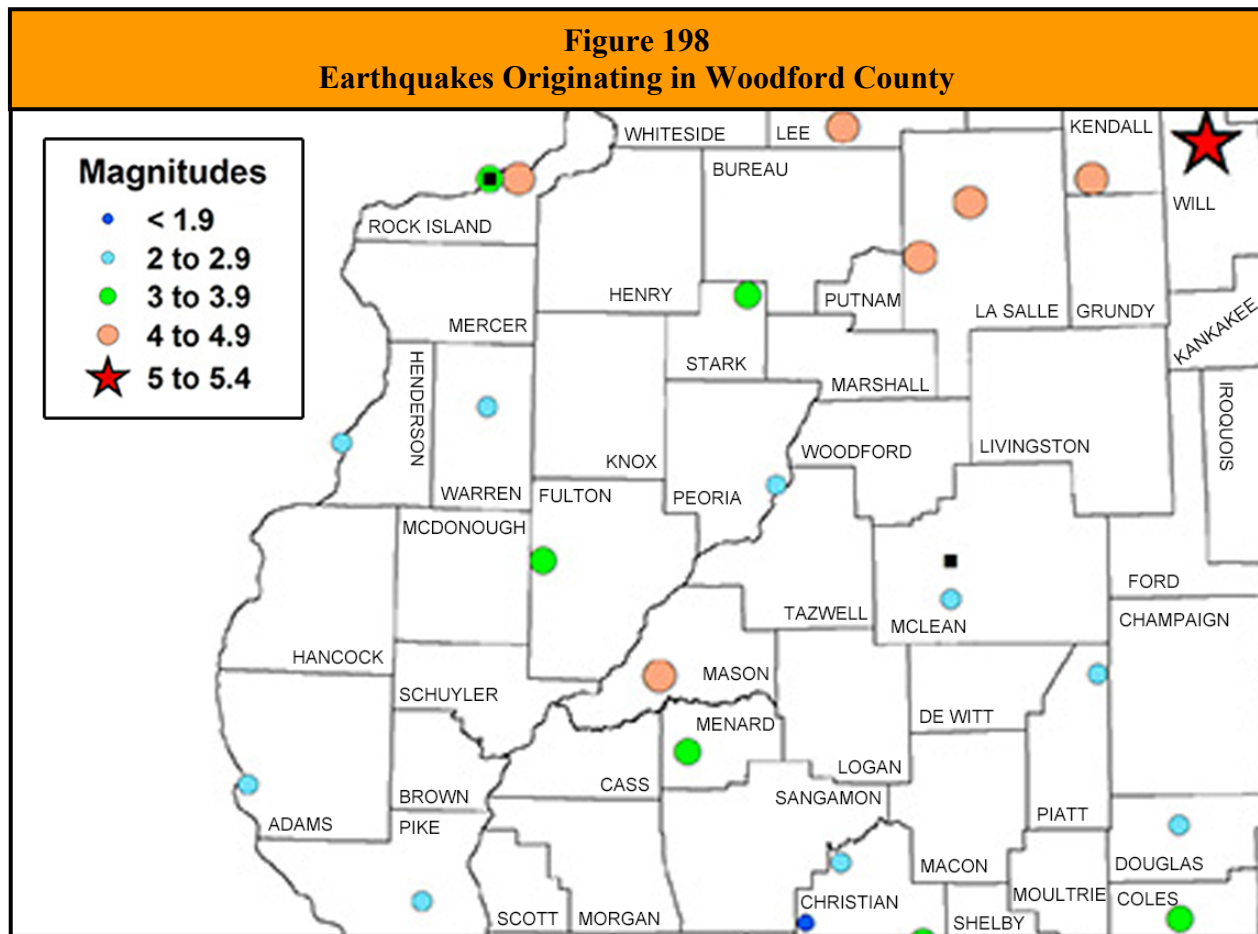 Figure 198
Earthquakes Originating in Woodford County
Magnitudes
< 1.9
2 to 2.9
3 to 3.9
4 to 4.9
5 to 5.4
WHITESIDE
LEE
KENDALL
BUREAU
WILL
ROCK ISLAND
HENRY
PUTNAM
LA SALLE
GRUNDY
MERCER
KANKAKEE
STARK
MARSHALL
HENDERSON
IROQUOIS
WOODFORD
LIVINGSTON
KNOX
WARREN
FULTON
PEORIA
MCDONOUGH
FORD
TAZWELL
MCLEAN
CHAMPAIGN
HANCOCK
MASON
SCHUYLER
DE WITT
MENARD
LOGAN
CASS
BROWN
SANGAMON
PIATT
ADAMS
PIKE
MACON
DOUGLAS
MOULTRIE
COLES
CHRISTIAN
SCOTT
MORGAN
SHELBY